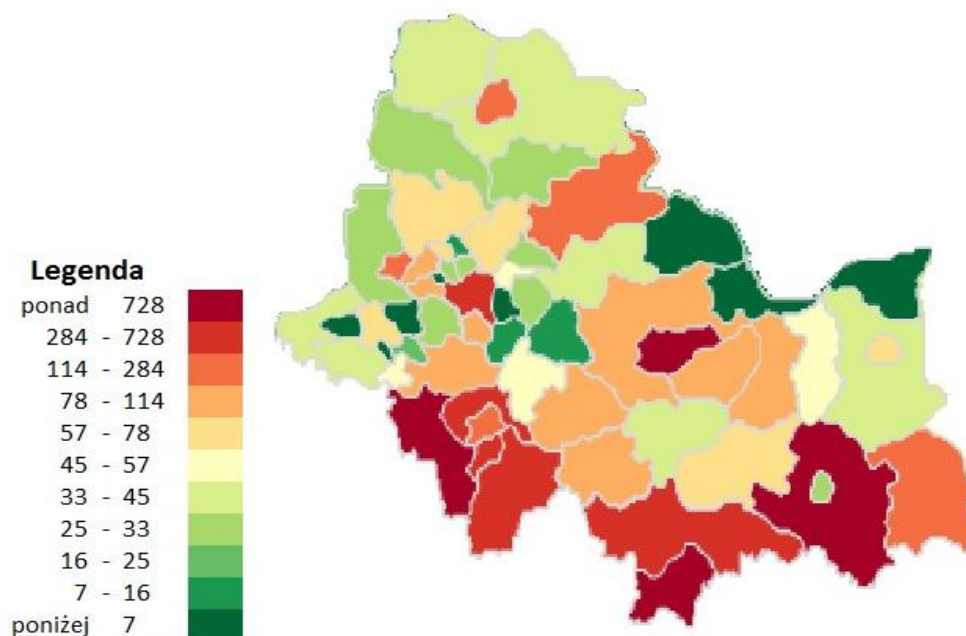 Legenda
ponad 728
284 - 728
114 - 284
78 - 114
57 - 78
45 - 57
33 - 45
25 - 33
16 - 25
7 - 16
poniżej 7